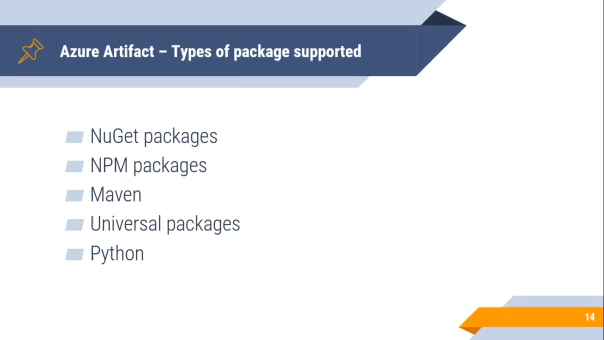 Azure Artifact – Types of package supported
NuGet packages
NPM packages
Maven
Universal packages
Python
14